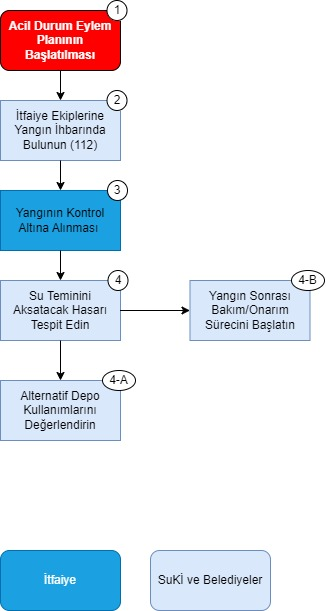 1
Acil Durum Eylem
Planının
Başlatılması
2
İtfaiye Ekiplerine
Yangın İhbarında
Bulunun (112)
3
Yangının Kontrol
Altına Alınması
4
Su Teminini
Aksatacak Hasarı
Tespit Edin
4-B
Yangın Sonrası
Bakım/Onarım
Sürecini Başlatın
4-A
Alternatif Depo
Kullanımlarını
Değerlendirin
İtfaiye
SuKİ ve Belediyeler